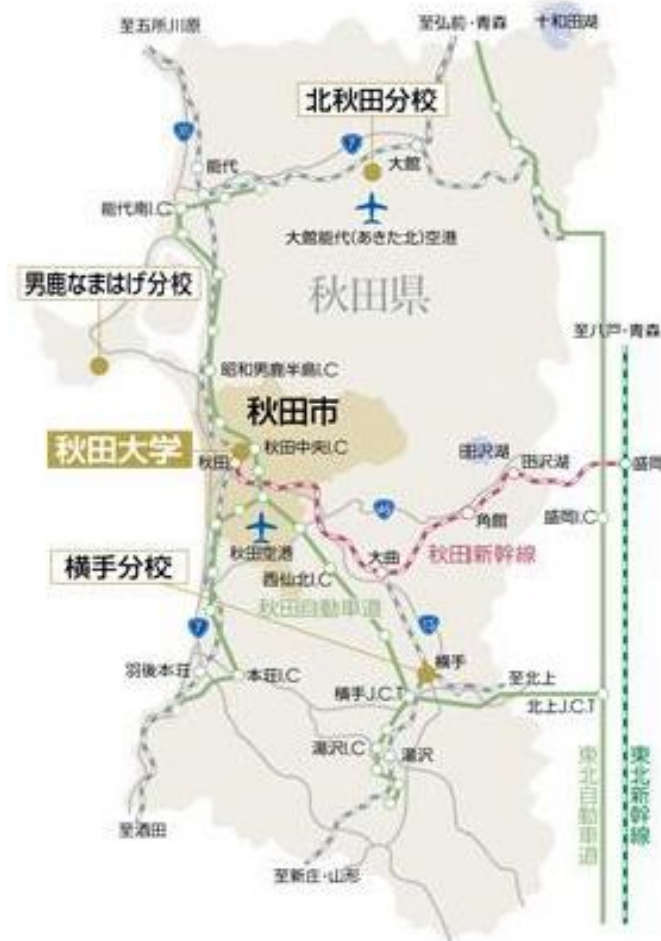 至五所川原
至弘前・青森
十和田湖
北秋田分校
7
能代
大館
能代南I.C
大館能代(あきた北)空港
男鹿なまはげ分校
秋田県
至八戸・青森
昭和男鹿半島I.C
秋田市
秋田大学
秋田
秋田中央I.C
田沢湖
田沢湖
盛岡
46
角館
盛岡I.C
秋田空港
大曲
秋田新幹線
横手分校
西仙北I.C
秋田自動車道
7
13
横手
羽後本荘
本荘I.C
至北上
横手J.C.T
北上J.C.T
湯沢I.C
湯沢
東北自動車道
東北新幹線
至酒田
至新庄・山形